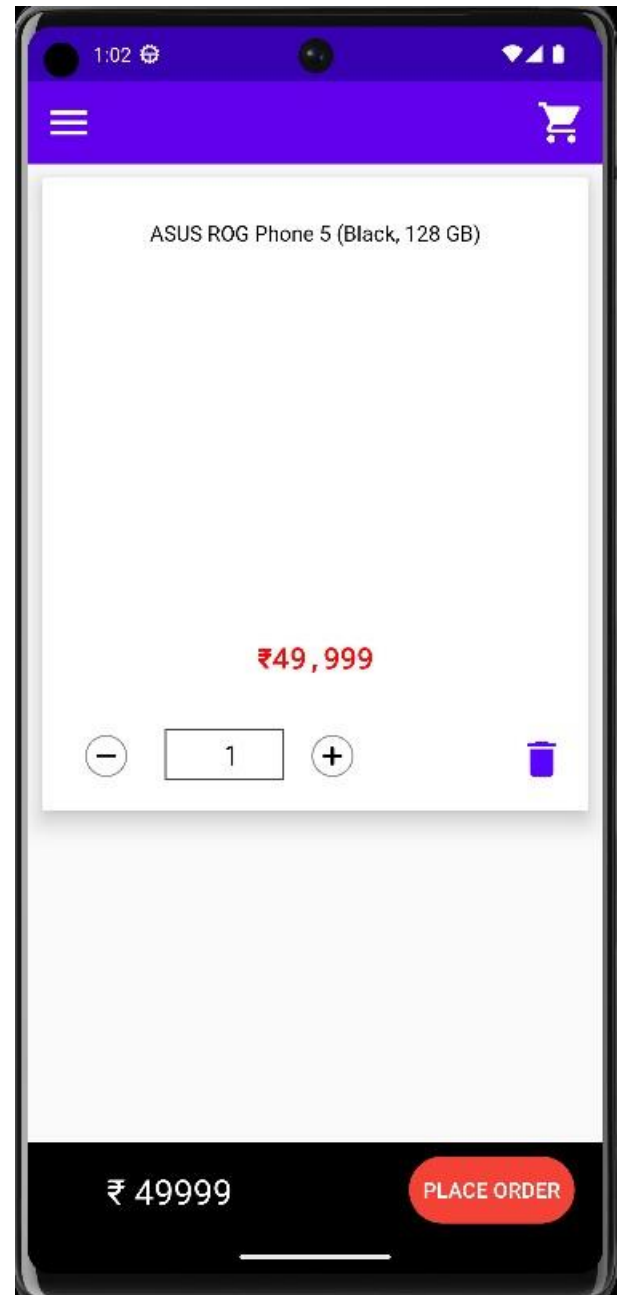 1:02
ASUS ROG Phone 5 (Black, 128 GB)
₹49,999
1
₹ 49999
PLACE ORDER